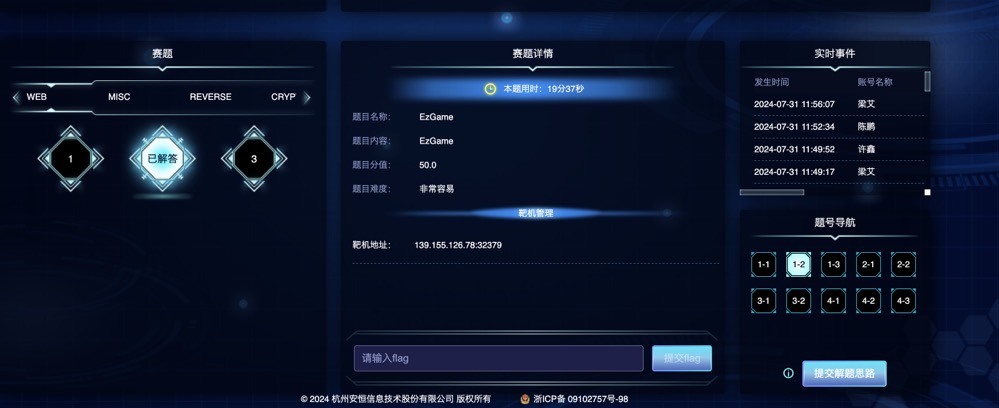 赛题
WEB MISC REVERSE CRYP
1 已解答 3
赛题详情
本题用时：19分37秒
题目名称： EzGame
题目内容： EzGame
题目分值： 50.0
题目难度： 非常容易
靶机管理
靶机地址： 139.155.126.78:32379
请输入flag 提交flag
实时事件
发生时间 账号名称
2024-07-31 11:56:07 梁艾
2024-07-31 11:52:34 陈鹏
2024-07-31 11:49:52 许鑫
2024-07-31 11:49:17 梁艾
题号导航
1-1 1-2 1-3 2-1 2-2
3-1 3-2 4-1 4-2 4-3
提交解题思路
© 2024 杭州安恒信息技术股份有限公司 版权所有 浙ICP备 09102757号-98